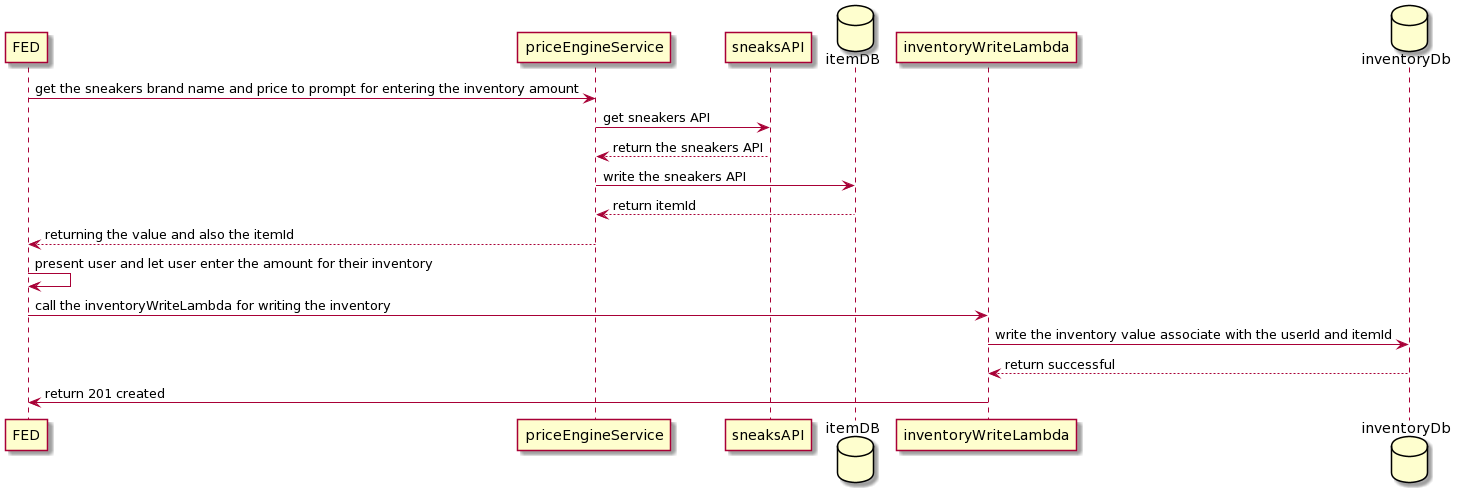 FED
priceEngineService
sneaksAPI
itemDB
inventoryWriteLambda
inventoryDb
get the sneakers brand name and price to prompt for entering the inventory amount
get sneakers API
return the sneakers API
write the sneakers API
return itemId
returning the value and also the itemId
present user and let user enter the amount for their inventory
call the inventoryWriteLambda for writing the inventory
write the inventory value associate with the userId and itemId
return successful
return 201 created
FED
priceEngineService
sneaksAPI
itemDB
inventoryWriteLambda
inventoryDb